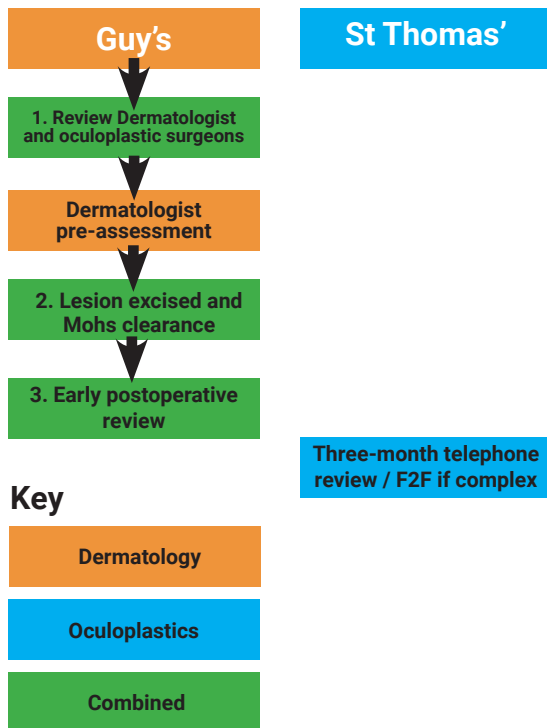 Guy’s
St Thomas’
1. Review Dermatologist
and oculoplastic surgeons
Dermatologist
pre-assessment
2. Lesion excised and
Mohs clearance
3. Early postoperative
review
Three-month telephone
review / F2F if complex
Key
Dermatology
Oculoplastics
Combined